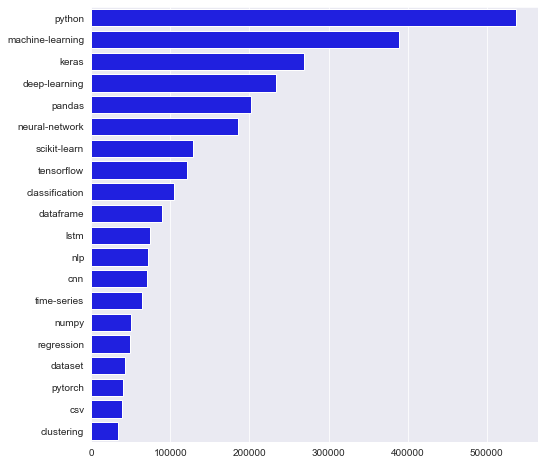 python
machine-learning
keras
deep-learning
pandas
neural-network
scikit-learn
tensorflow
classification
dataframe
lstm
nlp
cnn
time-series
numpy
regression
dataset
pytorch
csv
clustering
0 100000 200000 300000 400000 500000